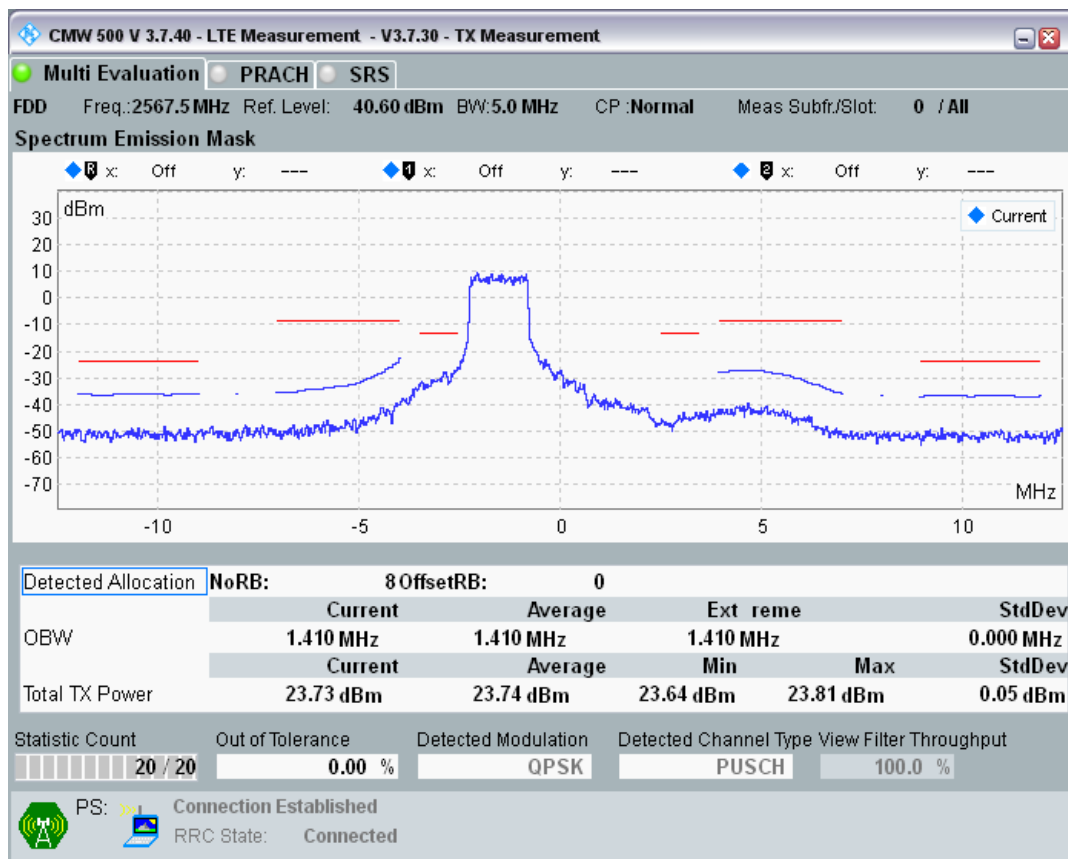 CMW 500 V 3.7.40 - LTE Measurement - V3.7.30 - TX Measurement
Multi Evaluation PRACH SRS
FDD Freq.:2567.5 MHz Ref. Level: 40.60 dBm BW:5.0 MHz CP :Normal Meas Subfr./Slot: 0 / All
Spectrum Emission Mask
R x: Off y: --- 1 x: Off y: --- 2 x: Off y: ---
dBm
Current
30
20
10
0
-10
-20
-30
-40
-50
-60
-70
MHz
-10 -5 0 5 10
Detected Allocation NoRB: 8 OffsetRB: 0
Current Average Ext reme StdDev
OBW 1.410 MHz 1.410 MHz 1.410 MHz 0.000 MHz
Current Average Min Max StdDev
Total TX Power 23.73 dBm 23.74 dBm 23.64 dBm 23.81 dBm 0.05 dBm
Statistic Count Out of Tolerance Detected Modulation Detected Channel Type View Filter Throughput
20 / 20 0.00 % QPSK PUSCH 100.0 %
PS: Connection Established
RRC State: Connected